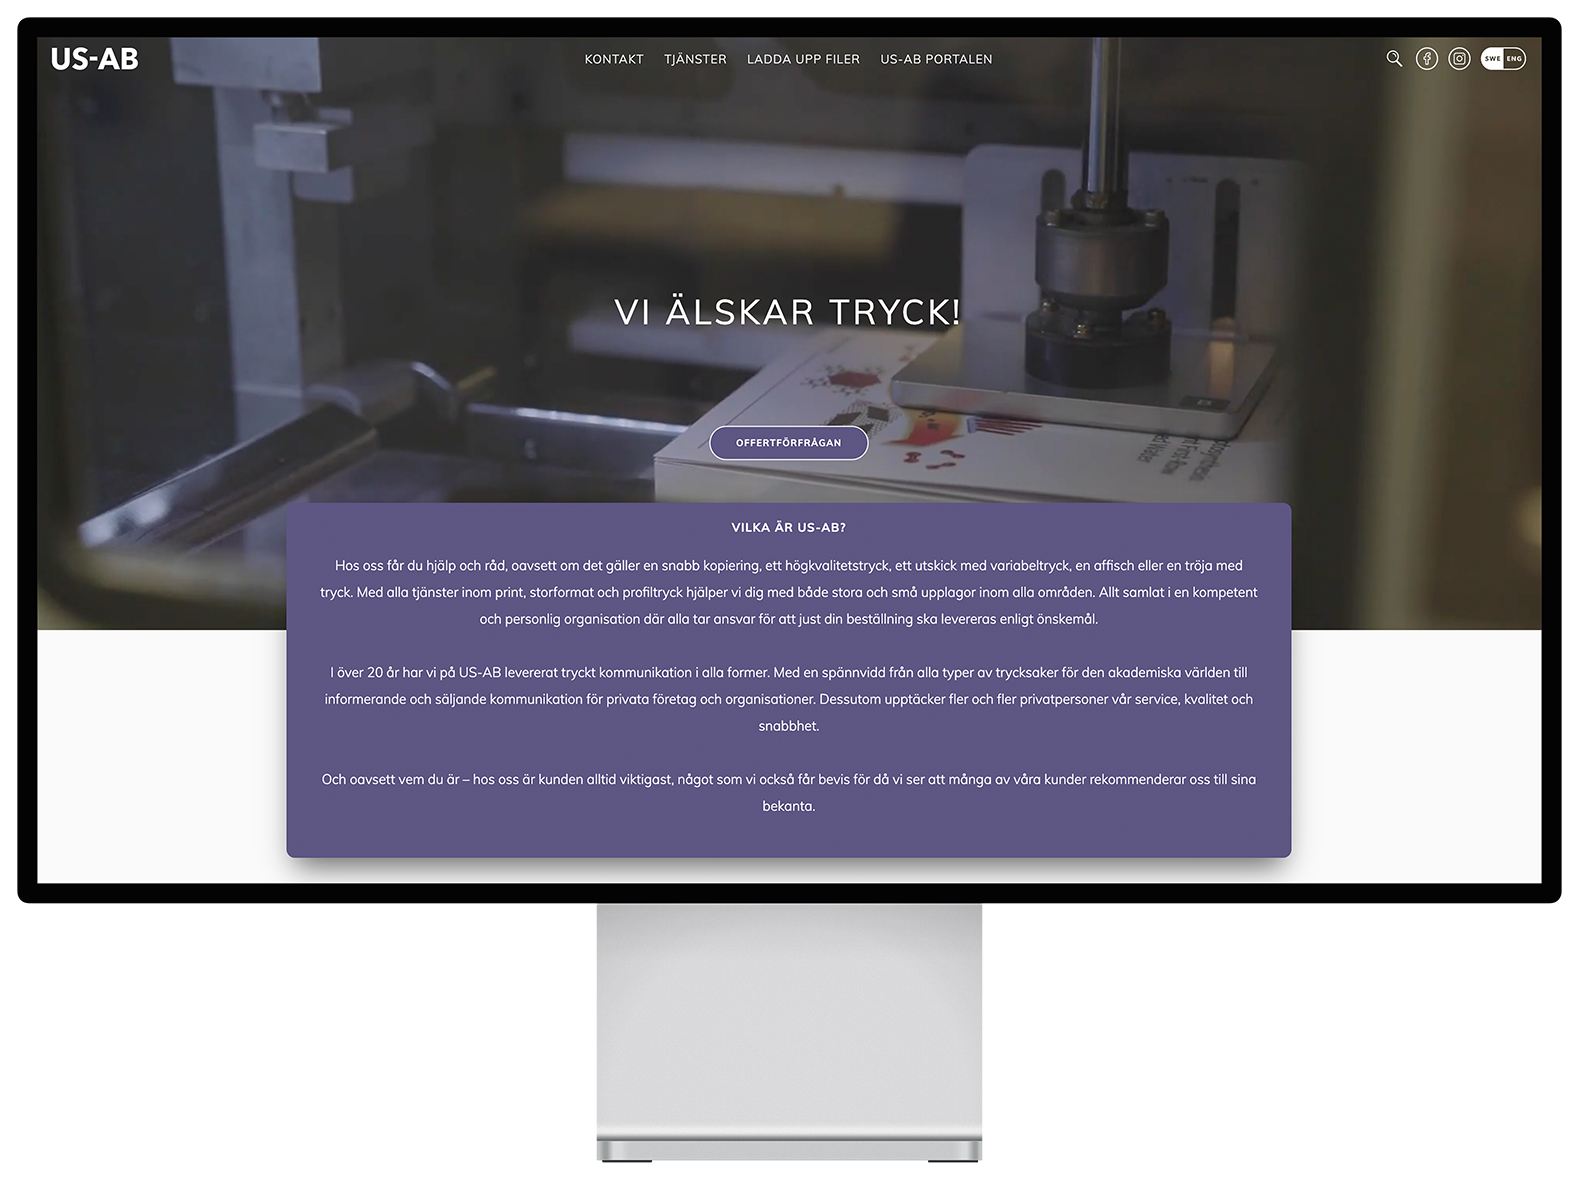 US-AB
KONTAKT TJÄNSTER LADDA UPP FILER US-AB PORTALEN
SWE ENG
VI ÄLSKAR TRYCK!
OFFERTFÖRFRÅGAN
VILKA ÄR US-AB?
Hos oss får du hjälp och råd, oavsett om det gäller en snabb kopiering, ett högkvalitetstryck, ett utskick med variabeltryck, en affisch eller en tröja med
tryck. Med alla tjänster inom print, storformat och profiltryck hjälper vi dig med både stora och små upplagor inom alla områden. Allt samlat i en kompetent
och personlig organisation där alla tar ansvar för att just din beställning ska levereras enligt önskemål.
I över 20 år har vi på US-AB levererat tryckt kommunikation i alla former. Med en spännvidd från alla typer av trycksaker för den akademiska världen till
informerande och säljande kommunikation för privata företag och organisationer. Dessutom upptäcker fler och fler privatpersoner vår service, kvalitet och
snabbhet.
Och oavsett vem du är – hos oss är kunden alltid viktigast, något som vi också får bevis för då vi ser att många av våra kunder rekommenderar oss till sina
bekanta.